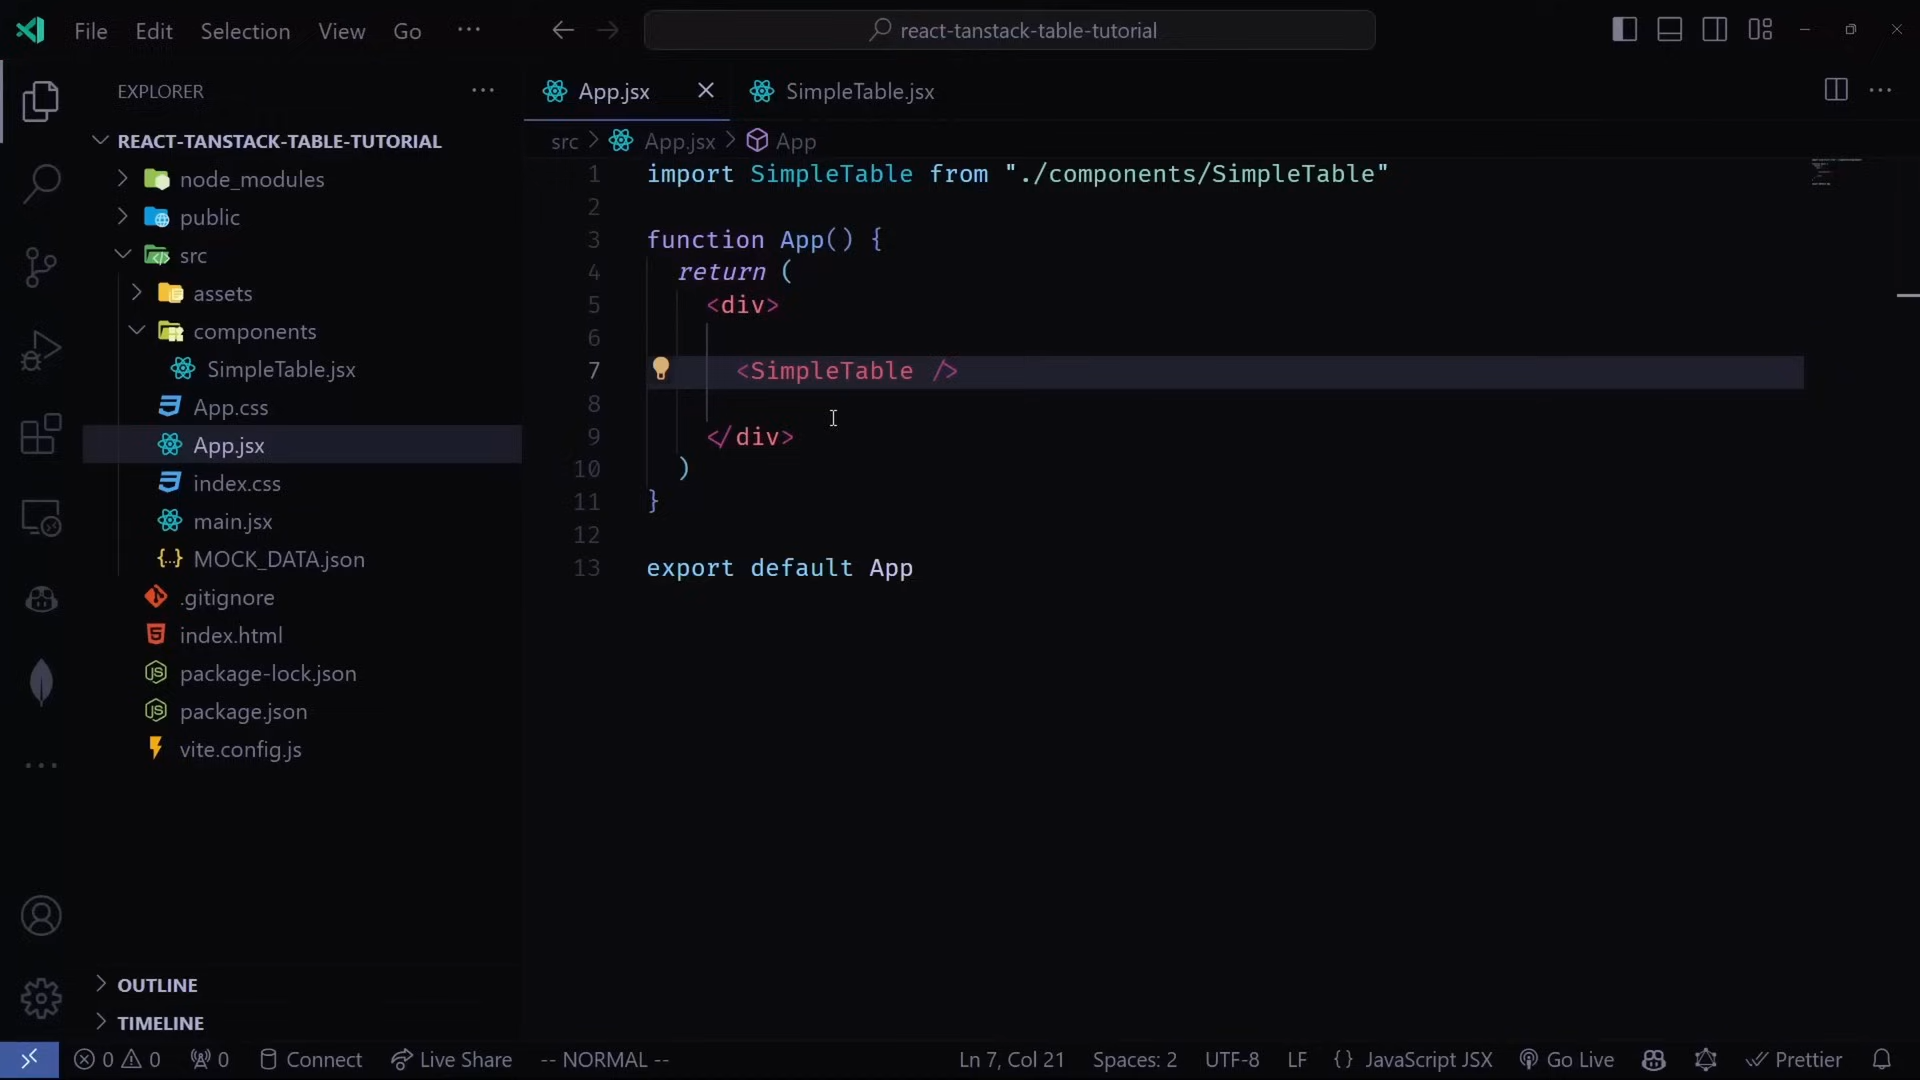 File Edit Selection View Go ···
react-tanstack-table-tutorial
EXPLORER
REACT-TANSTACK-TABLE-TUTORIAL
node_modules
public
src
assets
components
SimpleTable.jsx
App.css
App.jsx
index.css
main.jsx
MOCK_DATA.json
.gitignore
index.html
package-lock.json
package.json
vite.config.js
OUTLINE
TIMELINE
App.jsx SimpleTable.jsx
src > App.jsx > App
1 import SimpleTable from "./components/SimpleTable"
2
3 function App() {
4 return (
5 <div>
6
7 <SimpleTable />
8
9 </div>
10 )
11 }
12
13 export default App
0 0 0 Connect Live Share -- NORMAL -- Ln 7, Col 21 Spaces: 2 UTF-8 LF {} JavaScript JSX Go Live Prettier